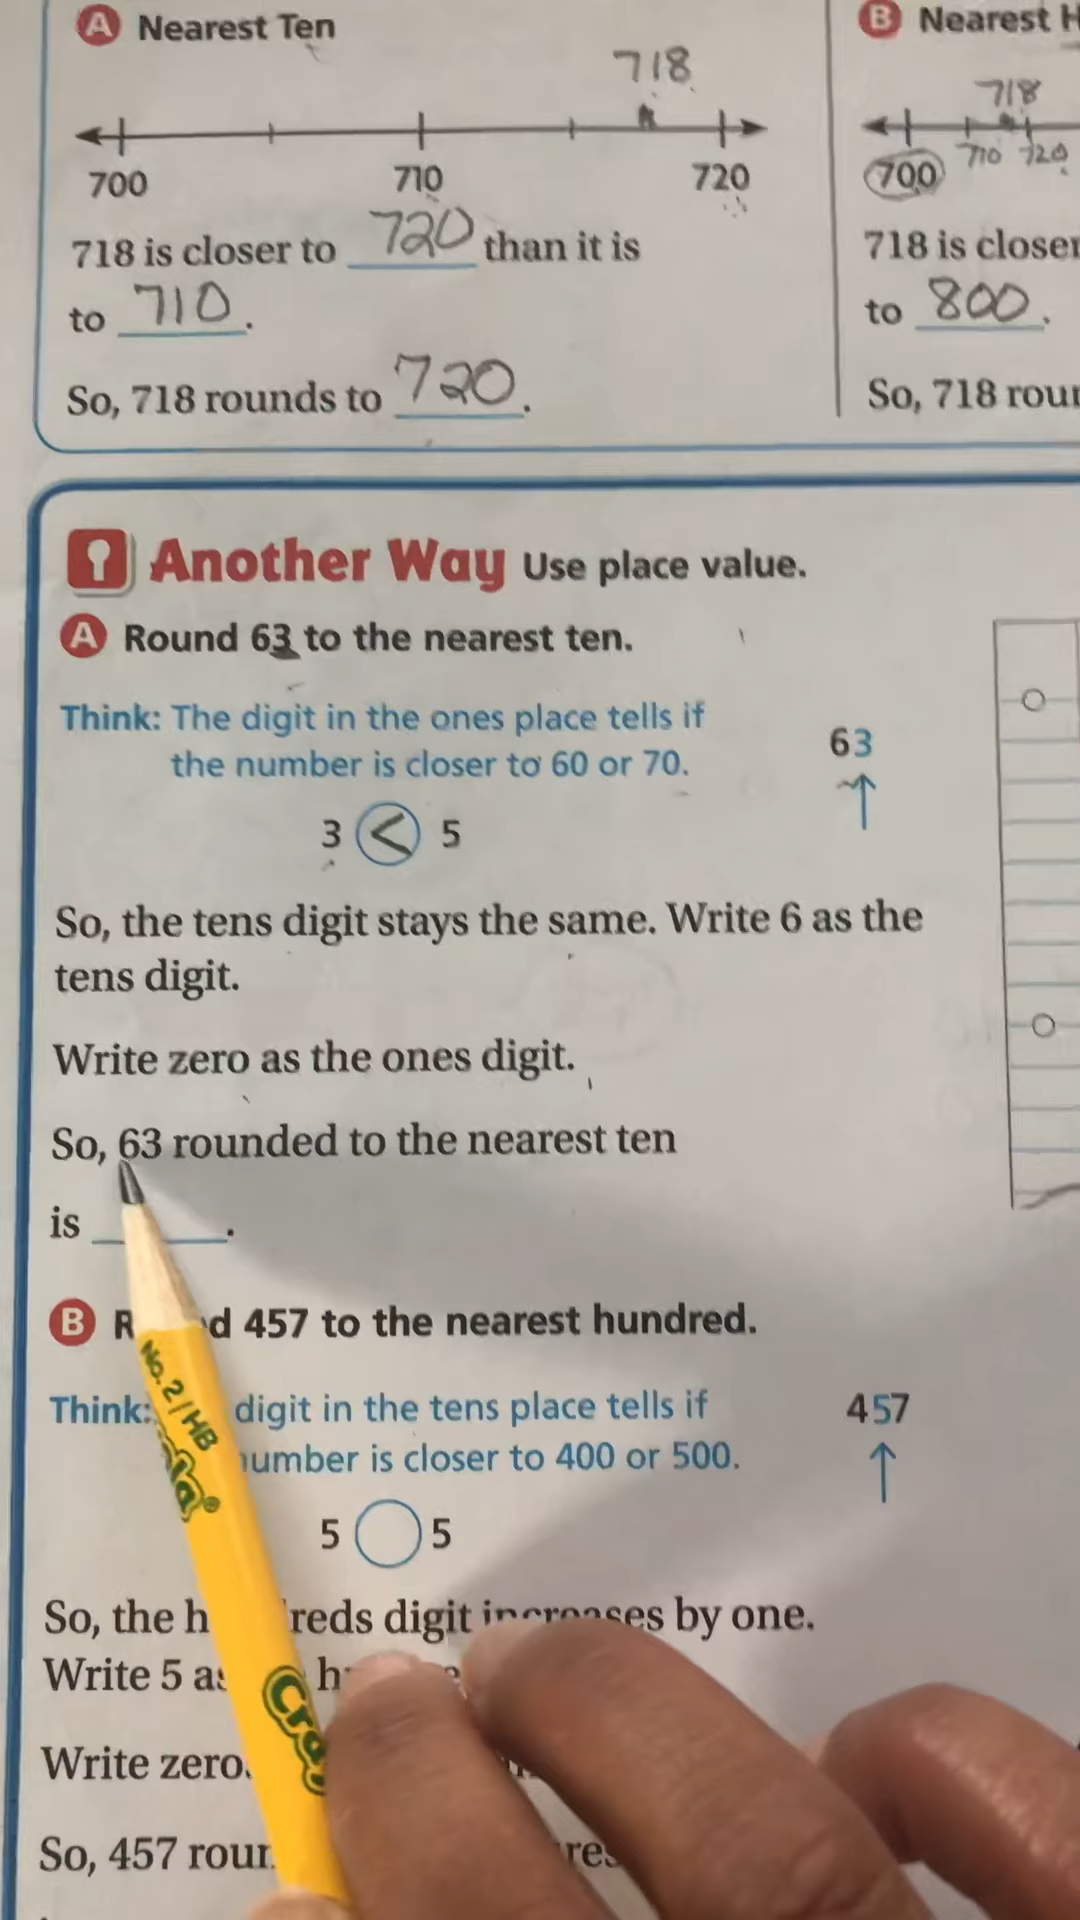 A Nearest Ten
718
700 710 720
718 is closer to 720 than it is
to 710.
So, 718 rounds to 720.
B Nearest
718
700 710 720
718 is closer
to 800.
So, 718
Another Way Use place value.
A Round 63 to the nearest ten.
Think: The digit in the ones place tells if
the number is closer to 60 or 70.
63
3 < 5
So, the tens digit stays the same. Write 6 as the
tens digit.
Write zero as the ones digit.
So, 63 rounded to the nearest ten
is ______.
B 457 to the nearest hundred.
Think: digit in the tens place tells if
is closer to 400 or 500.
457
5 5
So, the digit increases by one.
Write 5
Write zero
So, 457
No. 2 / HB